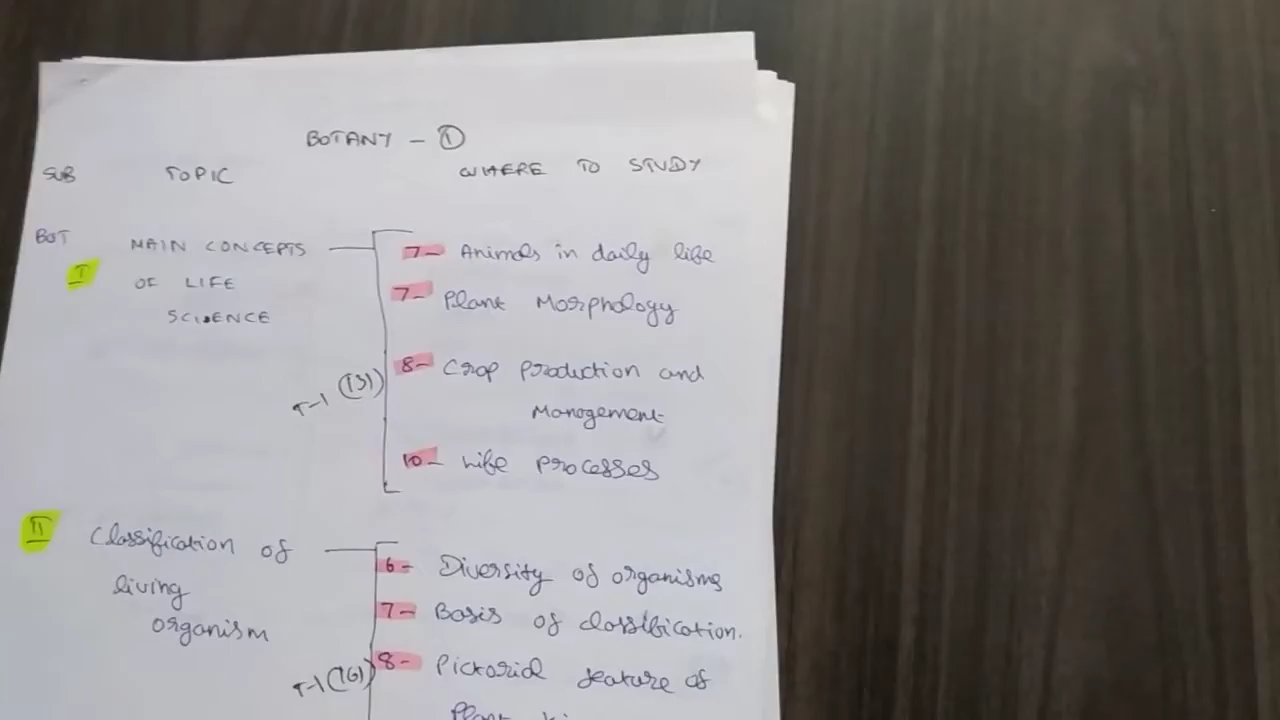 BOTANY - ①
SUB TOPIC WHERE TO STUDY
BOT MAIN CONCEPTS 7- Animals in daily life
I OF LIFE 7- Plant Morphology
SCIENCE
8- Crop production and
T-1 (13) Management
10- Life processes
II Classification of 6- Diversity of organisms
living 7- Basis of classification.
organism
T-1 (16) 8- Pictorial feature of
Plant